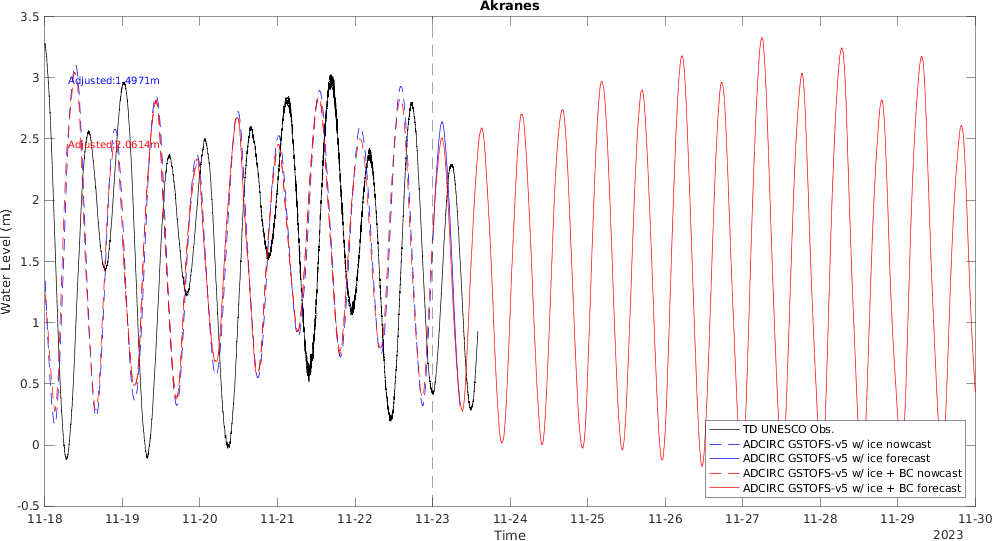 Akranes
3.5
3
2.5
2
1.5
1
0.5
0
-0.5
Water Level (m)
Adjusted:1.4971m
Adjusted:2.0614m
TD UNESCO Obs.
ADCIRC GSTOFS-v5 w/ ice nowcast
ADCIRC GSTOFS-v5 w/ ice forecast
ADCIRC GSTOFS-v5 w/ ice + BC nowcast
ADCIRC GSTOFS-v5 w/ ice + BC forecast
11-18 11-19 11-20 11-21 11-22 11-23 11-24 11-25 11-26 11-27 11-28 11-29 11-30
Time
2023